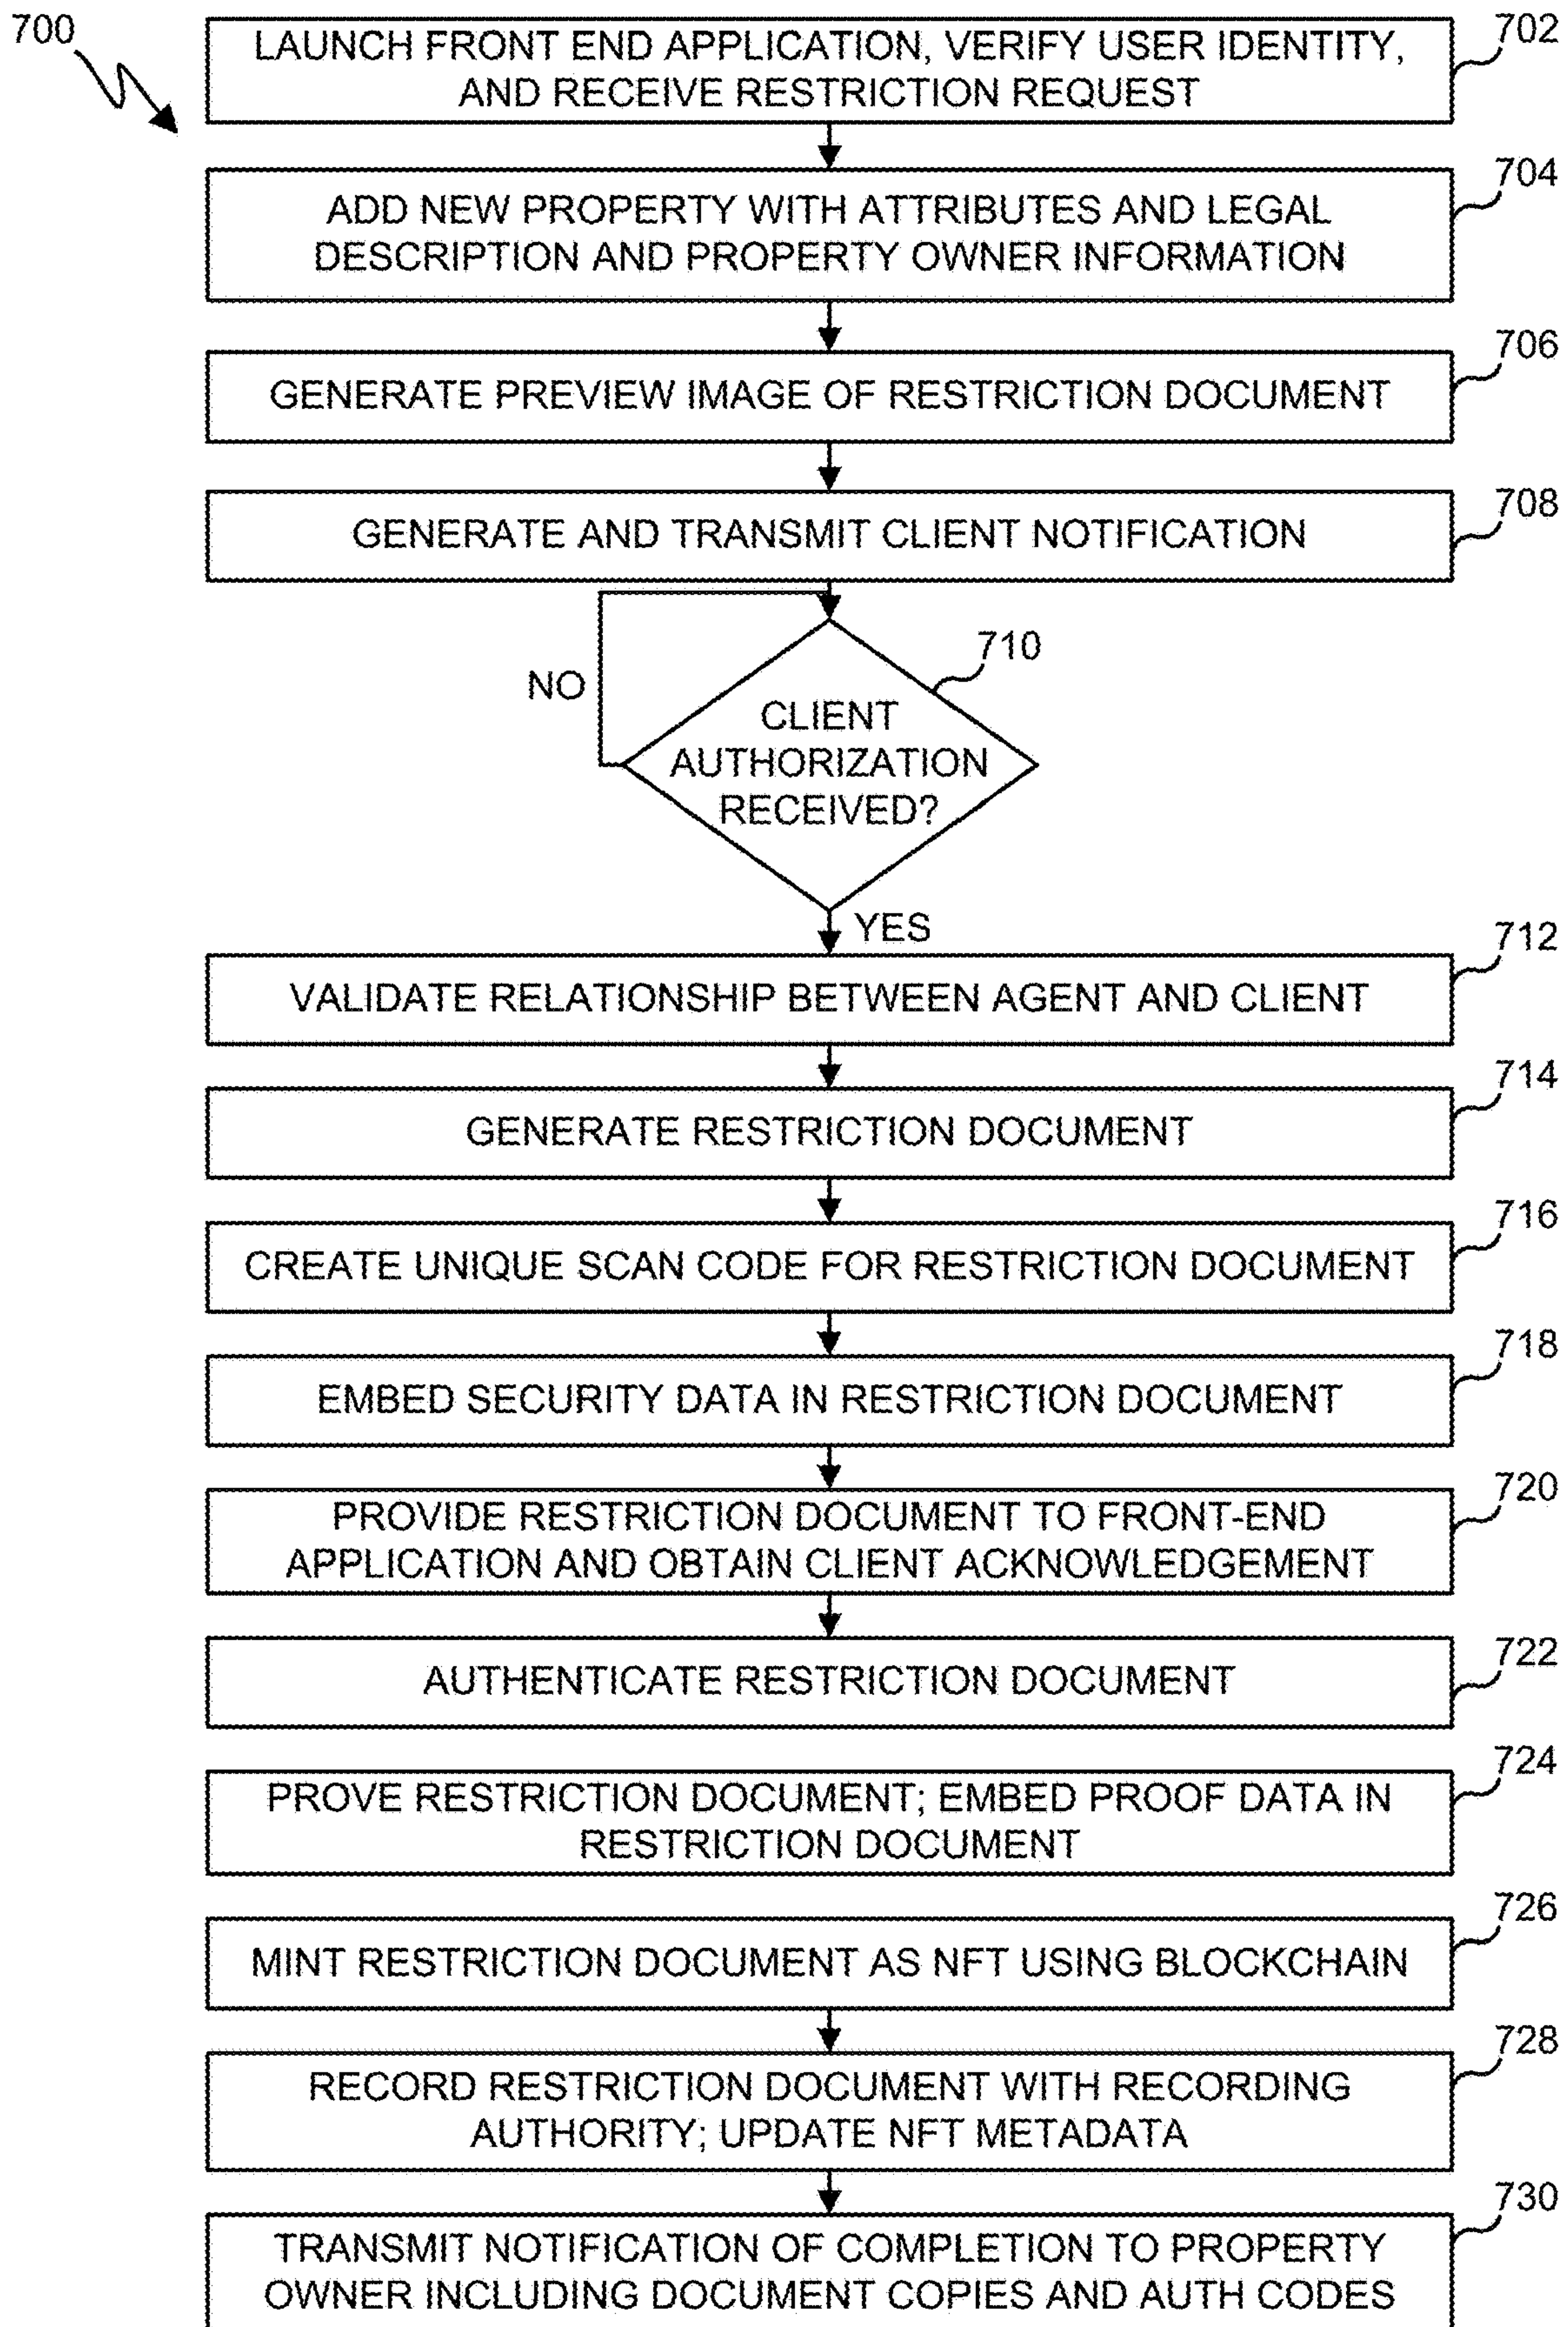 700
LAUNCH FRONT END APPLICATION, VERIFY USER IDENTITY,
AND RECEIVE RESTRICTION REQUEST
702
ADD NEW PROPERTY WITH ATTRIBUTES AND LEGAL
DESCRIPTION AND PROPERTY OWNER INFORMATION
704
GENERATE PREVIEW IMAGE OF RESTRICTION DOCUMENT
706
GENERATE AND TRANSMIT CLIENT NOTIFICATION
708
NO
CLIENT
AUTHORIZATION
RECEIVED?
710
YES
VALIDATE RELATIONSHIP BETWEEN AGENT AND CLIENT
712
GENERATE RESTRICTION DOCUMENT
714
CREATE UNIQUE SCAN CODE FOR RESTRICTION DOCUMENT
716
EMBED SECURITY DATA IN RESTRICTION DOCUMENT
718
PROVIDE RESTRICTION DOCUMENT TO FRONT-END
APPLICATION AND OBTAIN CLIENT ACKNOWLEDGEMENT
720
AUTHENTICATE RESTRICTION DOCUMENT
722
PROVE RESTRICTION DOCUMENT; EMBED PROOF DATA IN
RESTRICTION DOCUMENT
724
MINT RESTRICTION DOCUMENT AS NFT USING BLOCKCHAIN
726
RECORD RESTRICTION DOCUMENT WITH RECORDING
AUTHORITY; UPDATE NFT METADATA
728
TRANSMIT NOTIFICATION OF COMPLETION TO PROPERTY
OWNER INCLUDING DOCUMENT COPIES AND AUTH CODES
730